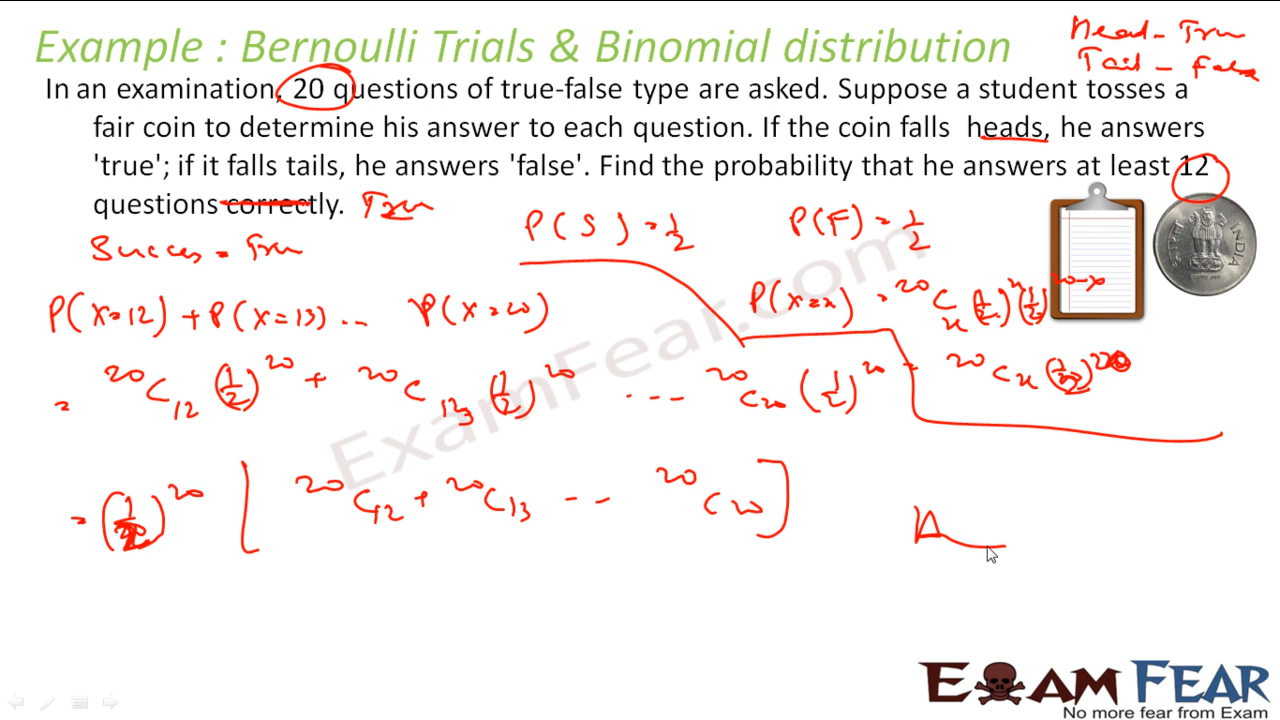 Example : Bernoulli Trials & Binomial distribution
Head - Tru
Tail - False
In an examination, 20 questions of true-false type are asked. Suppose a student tosses a
fair coin to determine his answer to each question. If the coin falls heads, he answers
'true'; if it falls tails, he answers 'false'. Find the probability that he answers at least 12
questions correctly. Tru
Succes = Tru
P(S) = 1/2 P(F) = 1/2
P(X=12) + P(X=13) ... P(X=20)
P(X=x) = ²⁰Cₓ (1/2)ˣ (1/2)²⁰⁻ˣ
= ²⁰C₁₂ (1/2)²⁰ + ²⁰C₁₃ (1/2)²⁰ ... ²⁰C₂₀ (1/2)²⁰
= ²⁰Cₓ (1/2)²⁰
= (1/2)²⁰ [ ²⁰C₁₂ + ²⁰C₁₃ ... ²⁰C₂₀ ]
INDIA
ExamFear.com
EXAM FEAR
No more fear from Exam